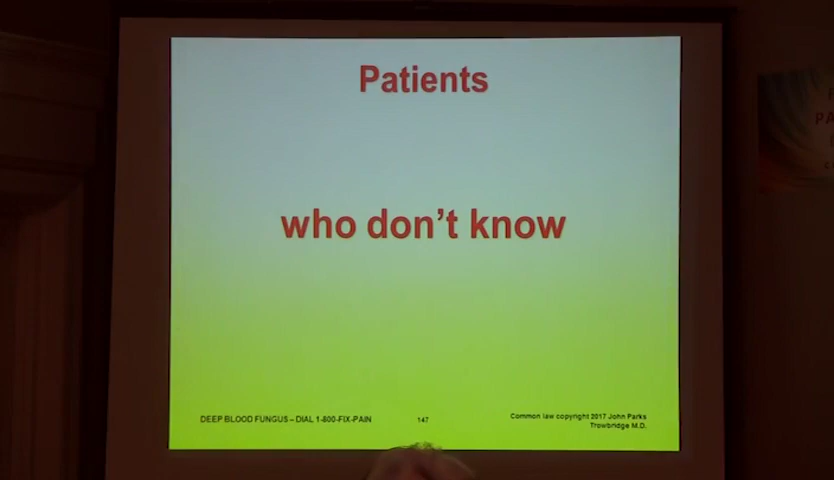 Patients
who don't know
DEEP BLOOD FUNGUS – DIAL 1-800-FIX-PAIN
147
Common law copyright 2017 John Parks
Trowbridge M.D.